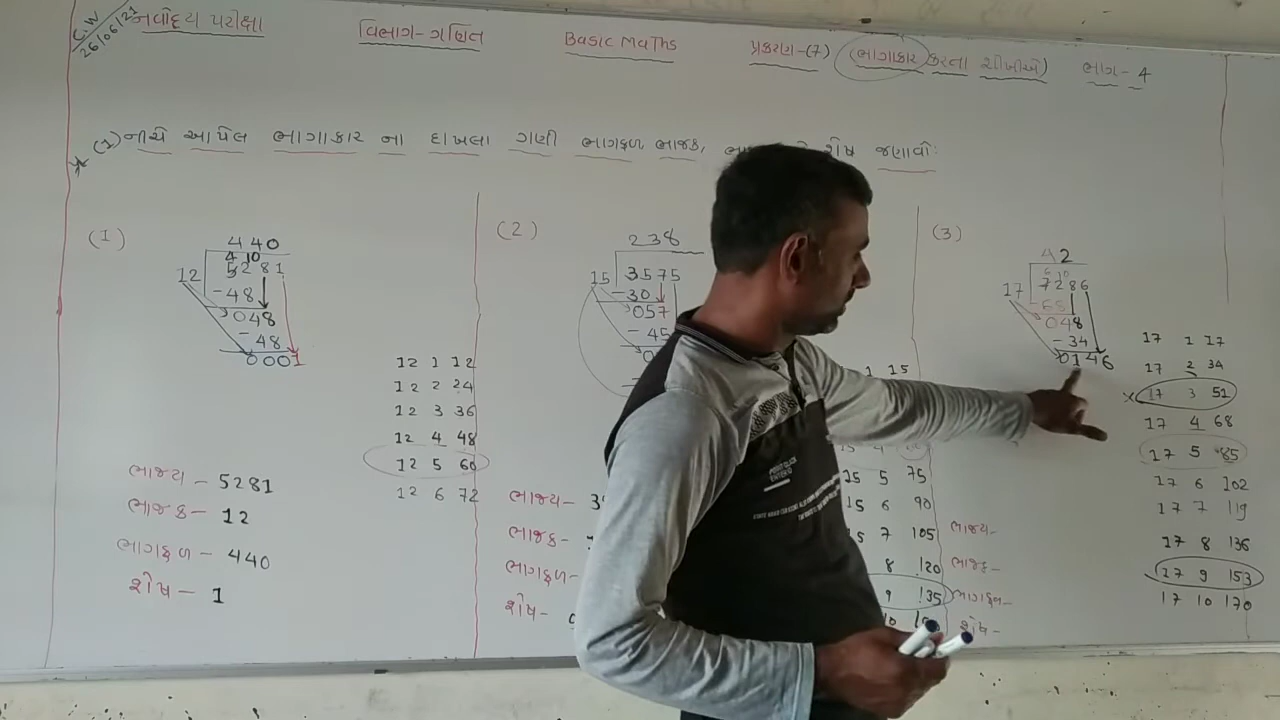 C.W
26/06/21
નવોદય પરીક્ષા વિભાગ-ગણિત Basic Maths પ્રકરણ-(7) (ભાગાકાર કરતા શીખીએ) ભાગ-4
* (1) નીચે આપેલ ભાગાકાર ના દાખલા ગણી ભાગફળ ભાજક, શેષ જણાવો:
(1)
440
4 10
12 5281
-48
048
-48
0001
12 1 12
12 2 24
12 3 36
12 4 48
12 5 60
12 6 72
ભાજ્ય - 5281
ભાજક - 12
ભાગફળ - 440
શેષ - 1
(2)
238
15 3575
-30
057
-45
1 15
15 5 75
15 6 90
15 7 105
8 120
9 135
10
ભાજ્ય -
ભાજક -
ભાગફળ -
શેષ -
(3)
42
6 10
17 7286
-68
048
-34
0146
17 1 17
17 2 34
× 17 3 51
17 4 68
17 5 85
17 6 102
17 7 119
17 8 136
17 9 153
17 10 170
ભાજ્ય -
ભાજક -
ભાગફળ -
શેષ -